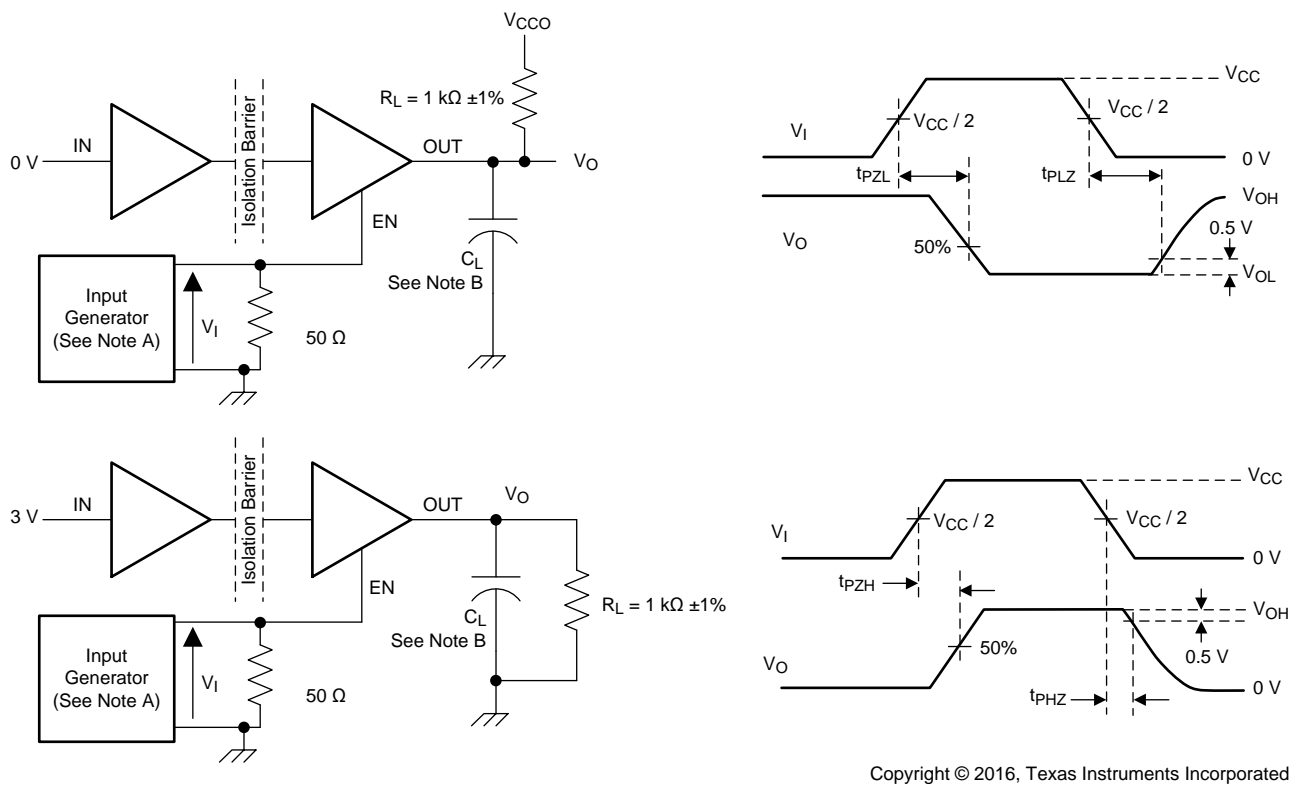 VCCO
RL = 1 kΩ ±1%
0 V
IN
Isolation Barrier
OUT
VO
EN
CL
See Note B
Input
Generator
(See Note A)
VI
50 Ω
VCC
VCC / 2
VCC / 2
VI
0 V
tPZL
tPLZ
VOH
0.5 V
VO
50%
VOL
3 V
IN
Isolation Barrier
OUT
VO
EN
CL
See Note B
RL = 1 kΩ ±1%
Input
Generator
(See Note A)
VI
50 Ω
VCC
VI
VCC / 2
VCC / 2
0 V
tPZH
VOH
50%
0.5 V
VO
tPHZ
0 V
Copyright © 2016, Texas Instruments Incorporated